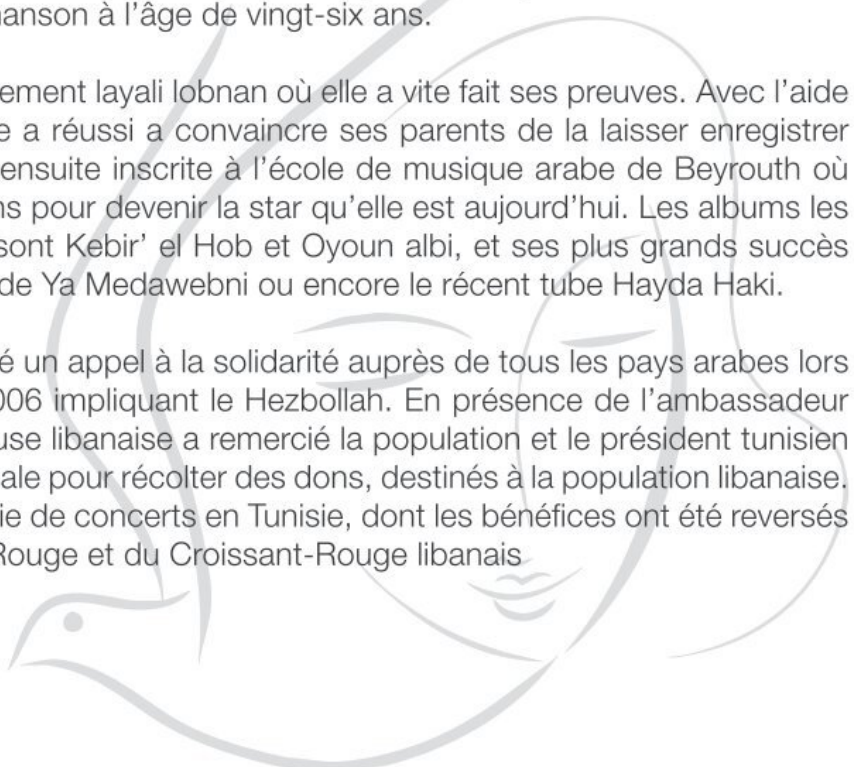 hanson à l'âge de vingt-six ans.
ement layali lobnan où elle a vite fait ses preuves. Avec l'aide
e a réussi a convaincre ses parents de la laisser enregistrer
ensuite inscrite à l'école de musique arabe de Beyrouth où
ns pour devenir la star qu'elle est aujourd'hui. Les albums les
sont Kebir' el Hob et Oyoun albi, et ses plus grands succès
de Ya Medawebni ou encore le récent tube Hayda Haki.
é un appel à la solidarité auprès de tous les pays arabes lors
006 impliquant le Hezbollah. En présence de l'ambassadeur
use libanaise a remercié la population et le président tunisien
ale pour récolter des dons, destinés à la population libanaise.
ie de concerts en Tunisie, dont les bénéfices ont été reversés
Rouge et du Croissant-Rouge libanais